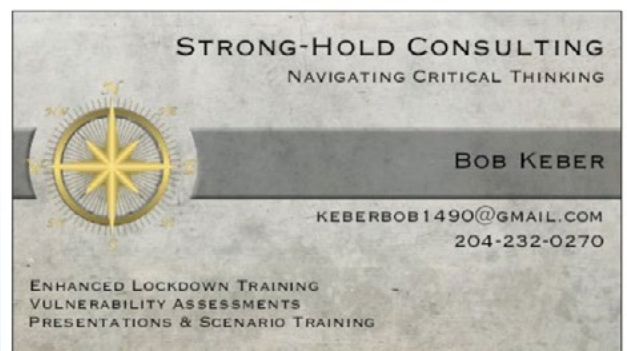 STRONG-HOLD CONSULTING
NAVIGATING CRITICAL THINKING
N
BOB KEBER
KEBERBOB1490@GMAIL.COM
204-232-0270
ENHANCED LOCKDOWN TRAINING
VULNERABILITY ASSESSMENTS
PRESENTATIONS & SCENARIO TRAINING